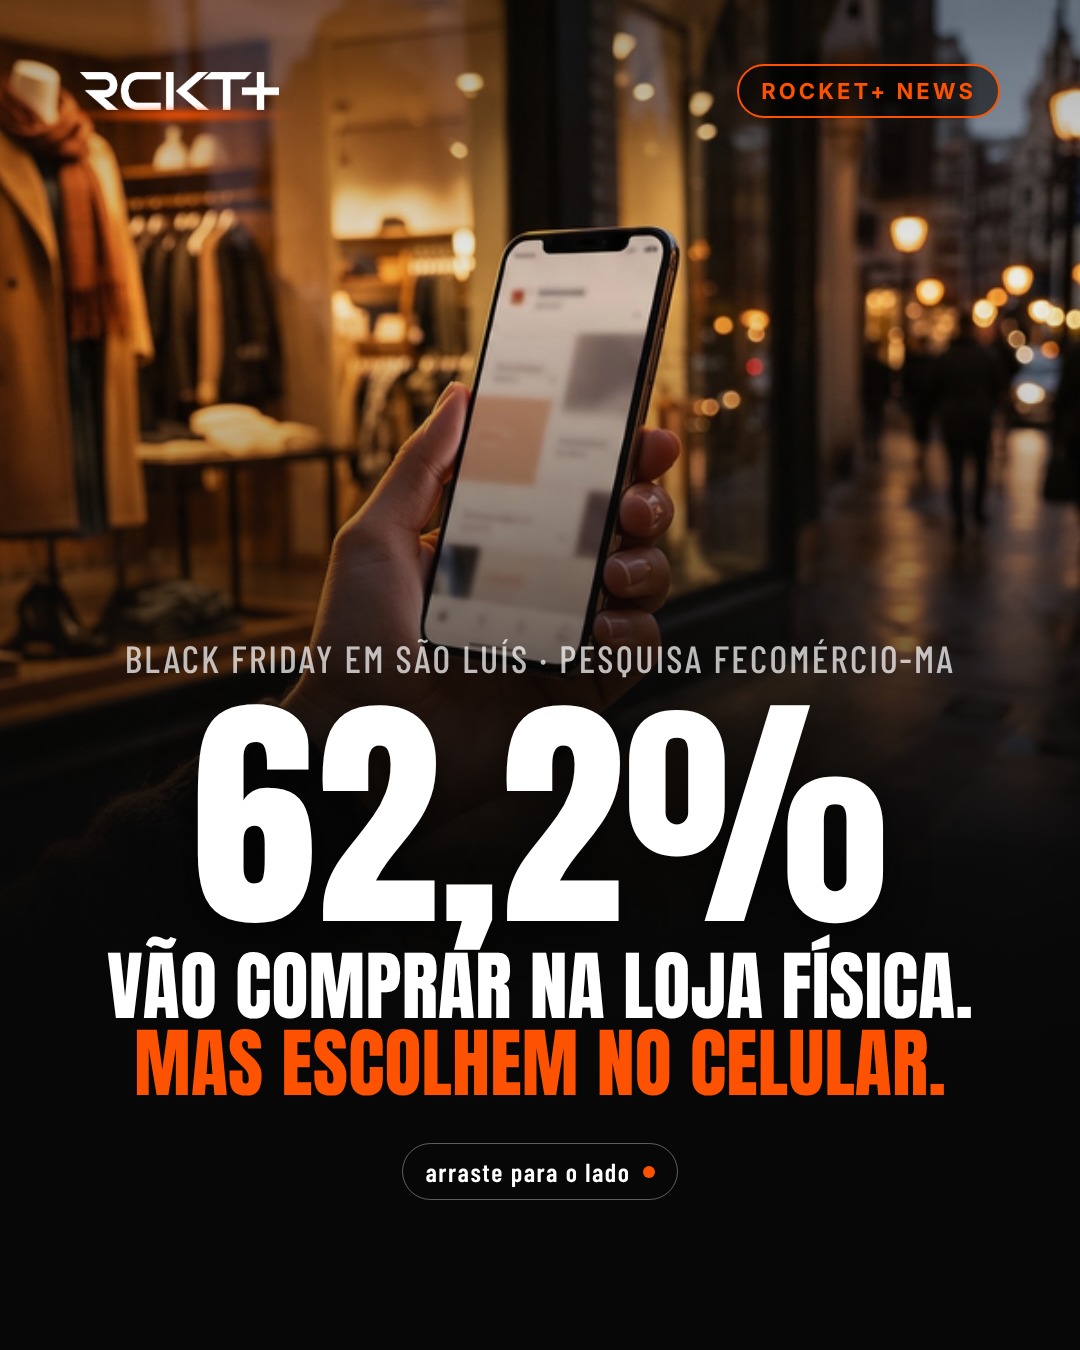 RCKT+
ROCKET+ NEWS
BLACK FRIDAY EM SÃO LUÍS · PESQUISA FECOMÉRCIO-MA
62,2%
VÃO COMPRAR NA LOJA FÍSICA.
MAS ESCOLHEM NO CELULAR.
arraste para o lado